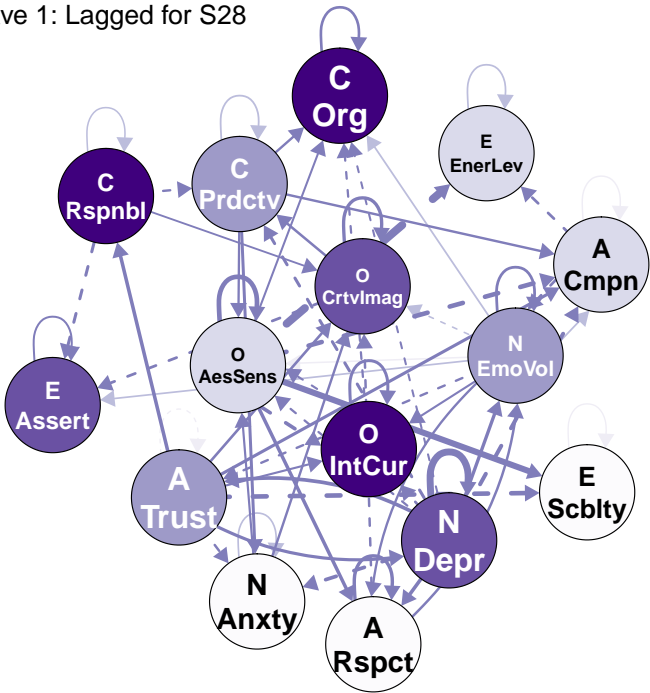 ve 1: Lagged for S28
C
Org
E
EnerLev
C
Prdctv
C
Rspnbl
A
Cmpn
O
CrtvImag
O
AesSens
N
EmoVol
E
Assert
O
IntCur
A
Trust
E
Scblty
N
Depr
N
Anxty
A
Rspct